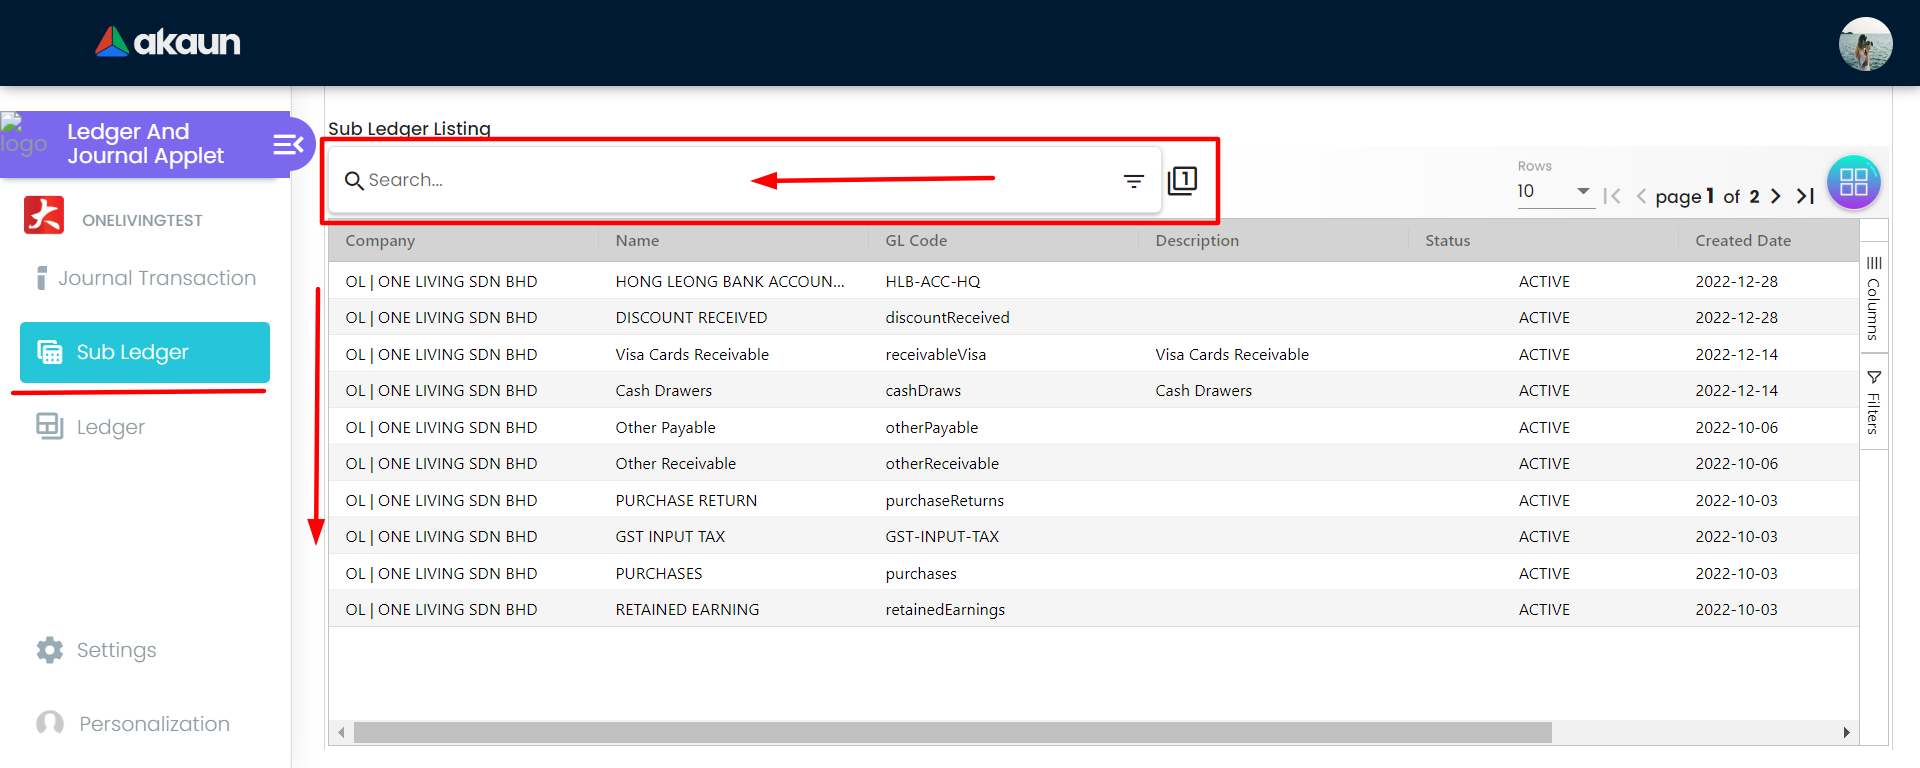 akaun
logo
Ledger And
Journal Applet
ONELIVINGTEST
Journal Transaction
Sub Ledger
Ledger
Settings
Personalization
Sub Ledger Listing
Search...
1
Rows
10
page 1 of 2
Company Name GL Code Description Status Created Date
OL | ONE LIVING SDN BHD HONG LEONG BANK ACCOUN... HLB-ACC-HQ ACTIVE 2022-12-28
OL | ONE LIVING SDN BHD DISCOUNT RECEIVED discountReceived ACTIVE 2022-12-28
OL | ONE LIVING SDN BHD Visa Cards Receivable receivableVisa Visa Cards Receivable ACTIVE 2022-12-14
OL | ONE LIVING SDN BHD Cash Drawers cashDraws Cash Drawers ACTIVE 2022-12-14
OL | ONE LIVING SDN BHD Other Payable otherPayable ACTIVE 2022-10-06
OL | ONE LIVING SDN BHD Other Receivable otherReceivable ACTIVE 2022-10-06
OL | ONE LIVING SDN BHD PURCHASE RETURN purchaseReturns ACTIVE 2022-10-03
OL | ONE LIVING SDN BHD GST INPUT TAX GST-INPUT-TAX ACTIVE 2022-10-03
OL | ONE LIVING SDN BHD PURCHASES purchases ACTIVE 2022-10-03
OL | ONE LIVING SDN BHD RETAINED EARNING retainedEarnings ACTIVE 2022-10-03
Columns
Filters